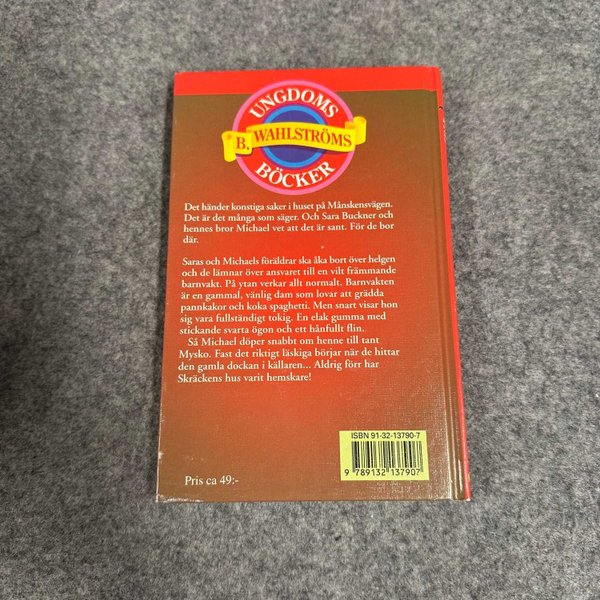 UNGDOMS
B. WAHLSTRÖMS
BÖCKER
Det händer konstiga saker i huset på Månskensvägen.
Det är det många som säger. Och Sara Buckner och
hennes bror Michael vet att det är sant. För de bor
där.
Saras och Michaels föräldrar ska åka bort över helgen
och de lämnar över ansvaret till en vilt främmande
barnvakt. På ytan verkar allt normalt. Barnvakten
är en gammal, vänlig dam som lovar att grädda
pannkakor och koka spaghetti. Men snart visar hon
sig vara fullständigt tokig. En elak gumma med
stickande svarta ögon och ett hånfullt flin.
Så Michael döper snabbt om henne till tant
Mysko. Fast det riktigt läskiga börjar när de hittar
den gamla dockan i källaren... Aldrig förr har
Skräckens hus varit hemskare!
ISBN 91-32-13790-7
9 789132 137907
Pris ca 49:-